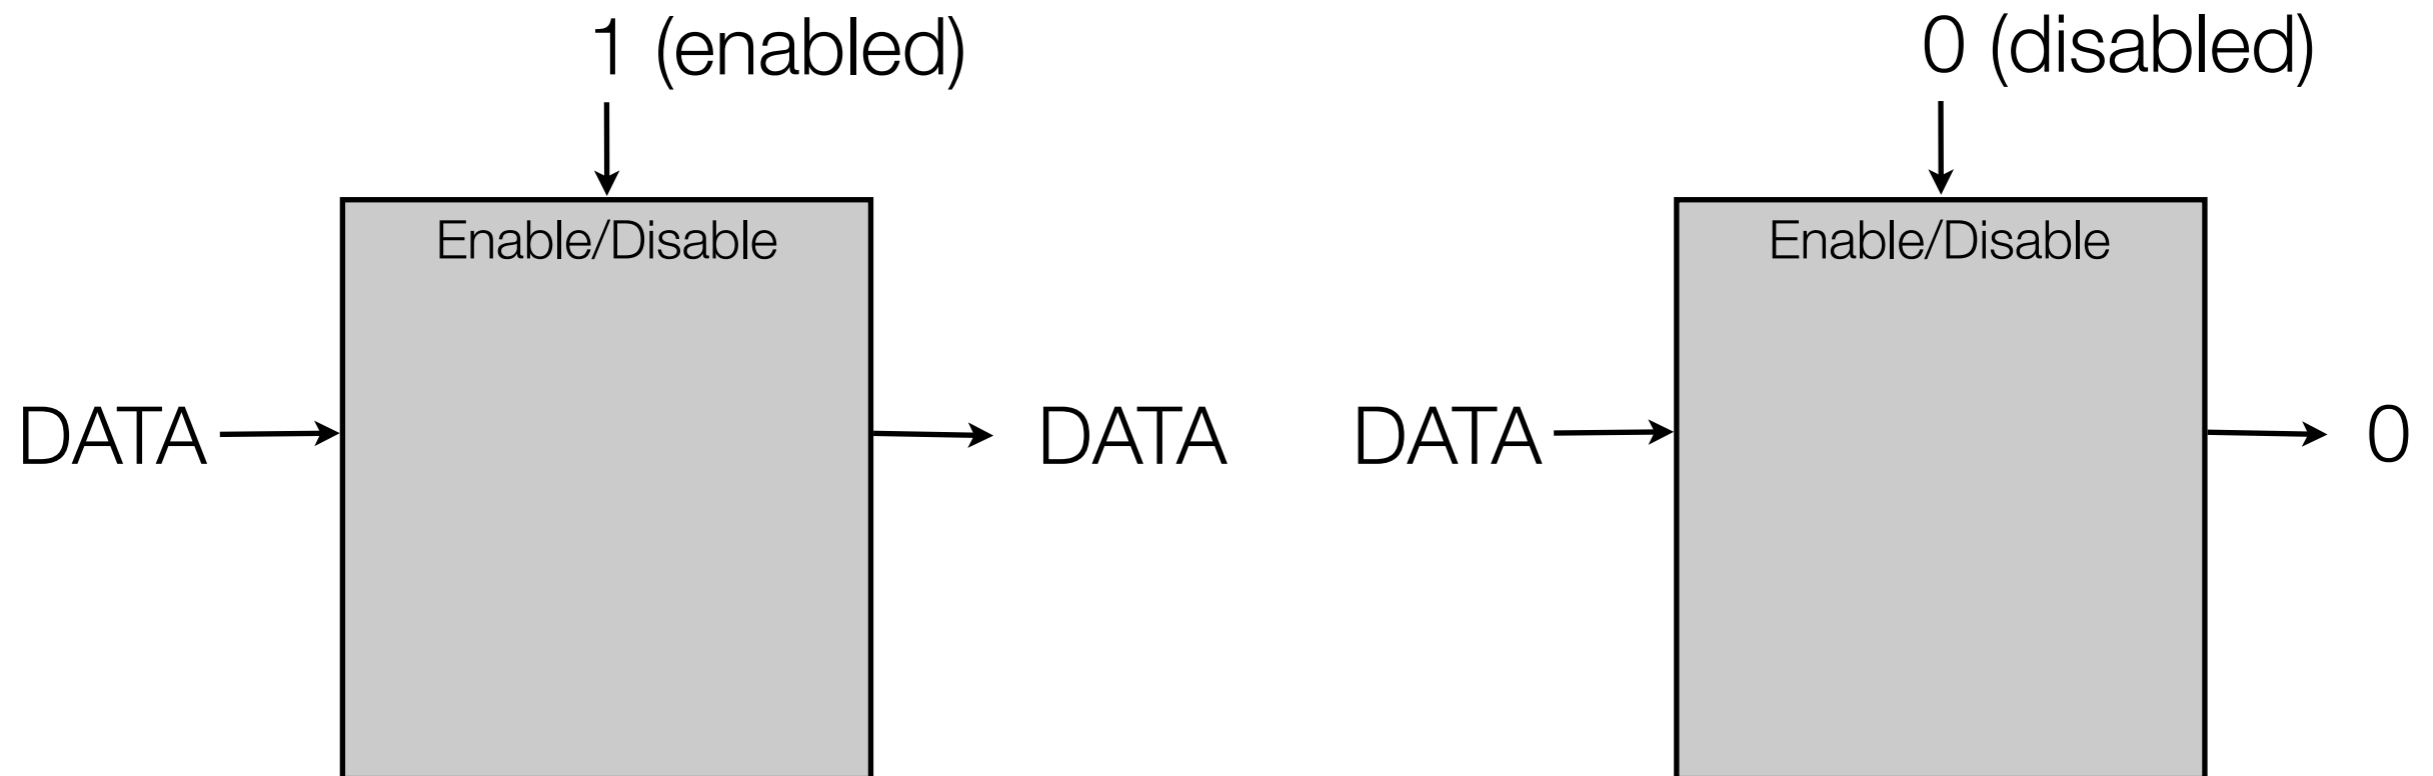 1 (enabled)
0 (disabled)
Enable/Disable
Enable/Disable
DATA
DATA
DATA
0